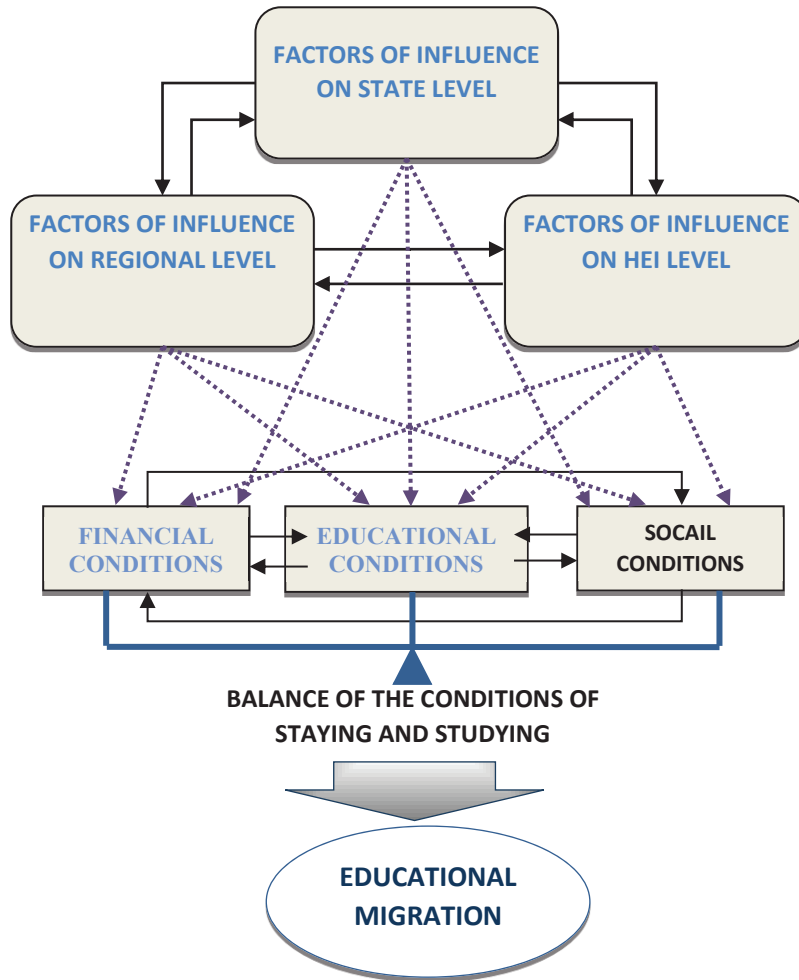 FACTORS OF INFLUENCE
ON STATE LEVEL
FACTORS OF INFLUENCE
ON REGIONAL LEVEL
FACTORS OF INFLUENCE
ON HEI LEVEL
FINANCIAL
CONDITIONS
EDUCATIONAL
CONDITIONS
SOCAIL
CONDITIONS
BALANCE OF THE CONDITIONS OF
STAYING AND STUDYING
EDUCATIONAL
MIGRATION